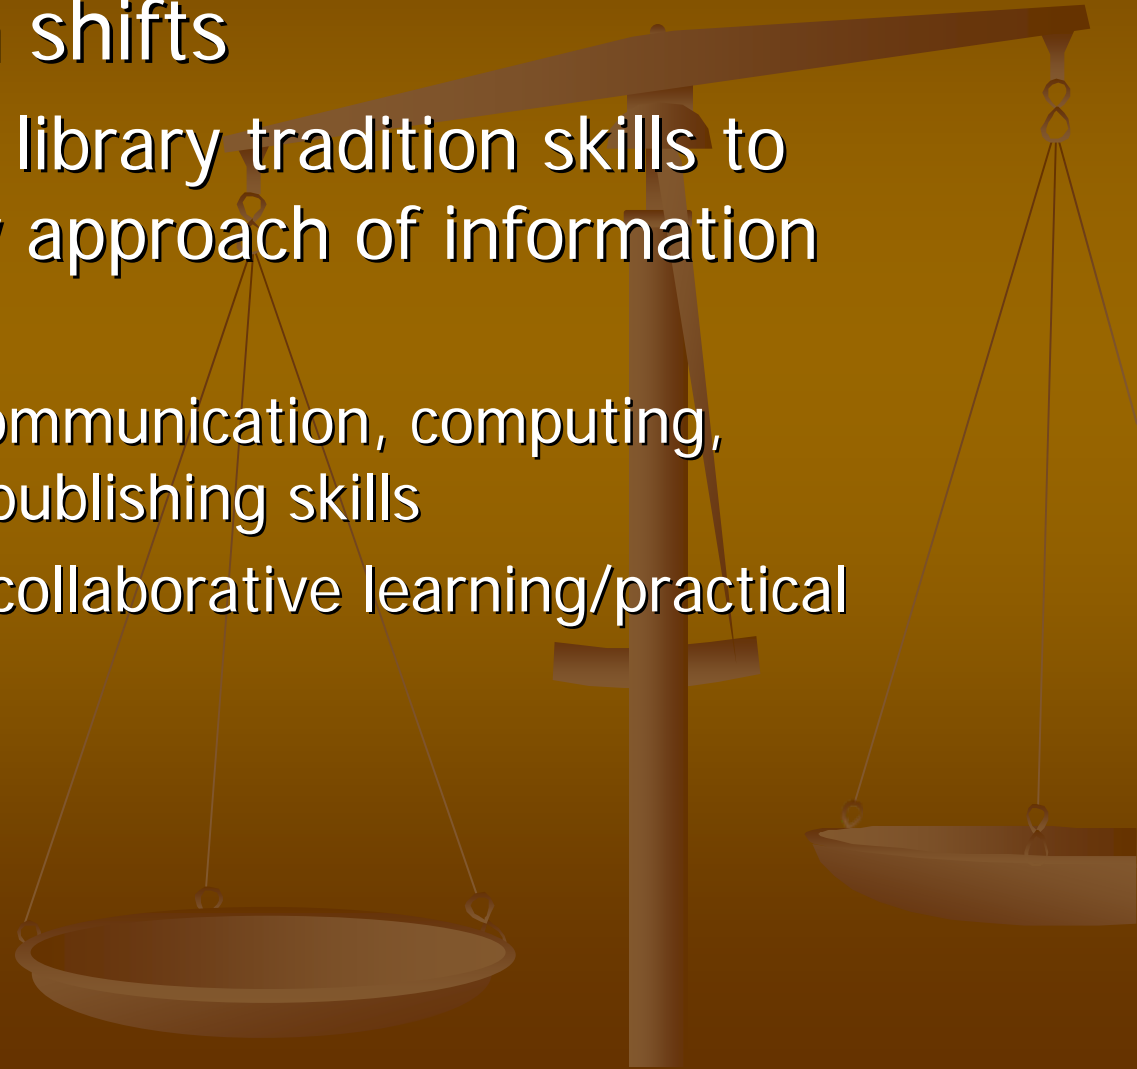 shifts
library tradition skills to
approach of information
ommunication, computing,
publishing skills
collaborative learning/practical